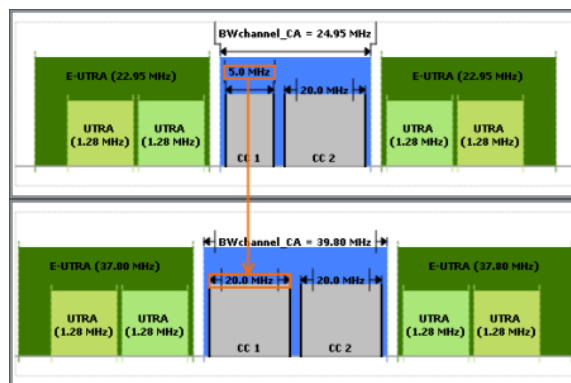 BWchannel_CA = 24.95 MHz
E-UTRA (22.95 MHz)
5.0 MHz
E-UTRA (22.95 MHz)
20.0 MHz
UTRA
(1.28 MHz)
UTRA
(1.28 MHz)
UTRA
(1.28 MHz)
UTRA
(1.28 MHz)
CC 1
CC 2
BWchannel_CA = 39.80 MHz
E-UTRA (37.80 MHz)
E-UTRA (37.80 MHz)
20.0 MHz
20.0 MHz
UTRA
(1.28 MHz)
UTRA
(1.28 MHz)
UTRA
(1.28 MHz)
UTRA
(1.28 MHz)
CC 1
CC 2